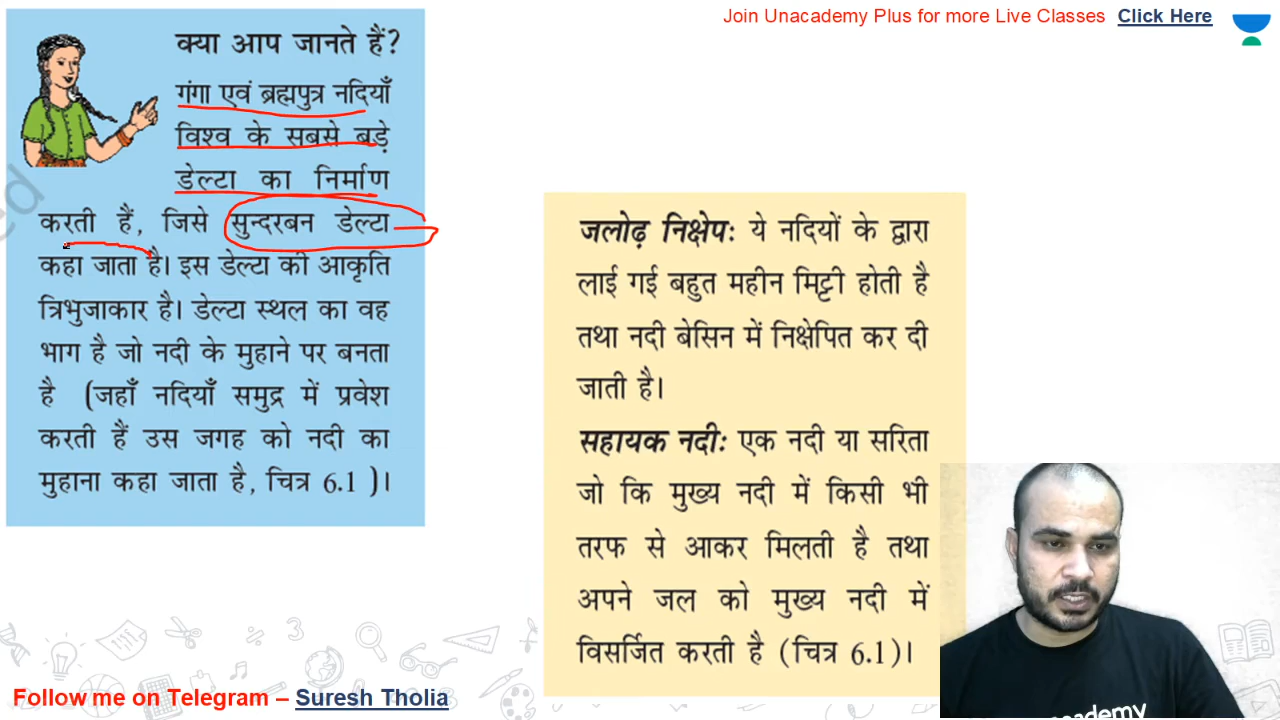 Join Unacademy Plus for more Live Classes Click Here
क्या आप जानते हैं?
गंगा एवं ब्रह्मपुत्र नदियाँ
विश्व के सबसे बड़े
डेल्टा का निर्माण
करती हैं, जिसे सुन्दरबन डेल्टा
कहा जाता है। इस डेल्टा की आकृति
त्रिभुजाकार है। डेल्टा स्थल का वह
भाग है जो नदी के मुहाने पर बनता
है (जहाँ नदियाँ समुद्र में प्रवेश
करती हैं उस जगह को नदी का
मुहाना कहा जाता है, चित्र 6.1 )।
जलोढ़ निक्षेप: ये नदियों के द्वारा
लाई गई बहुत महीन मिट्टी होती है
तथा नदी बेसिन में निक्षेपित कर दी
जाती है।
सहायक नदी: एक नदी या सरिता
जो कि मुख्य नदी में किसी भी
तरफ से आकर मिलती है तथा
अपने जल को मुख्य नदी में
विसर्जित करती है (चित्र 6.1)।
Follow me on Telegram – Suresh Tholia